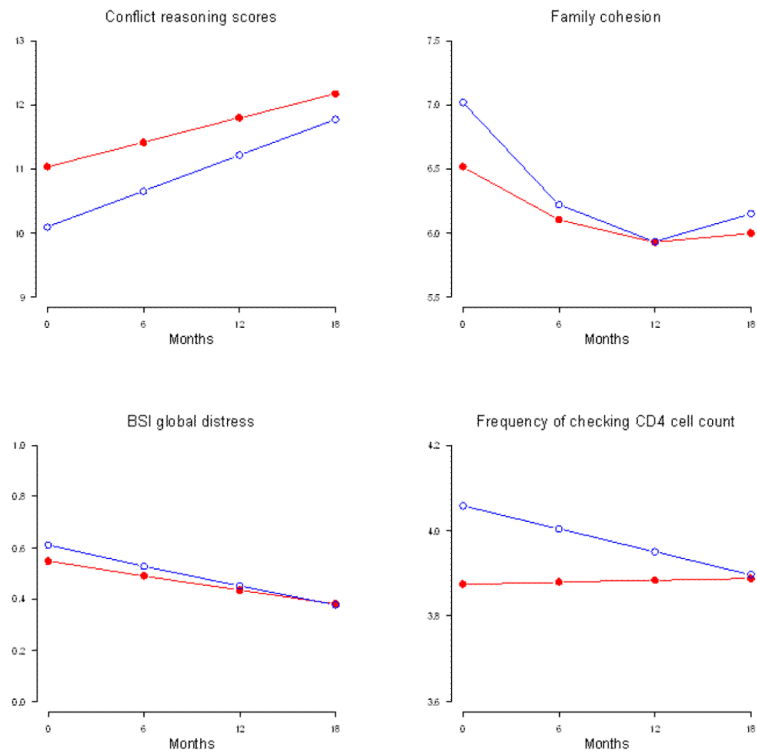 Conflict reasoning scores
13
12
11
10
9
0 6 12 18
Months
Family cohesion
7.5
7.0
6.5
6.0
5.5
0 6 12 18
Months
BSI global distress
1.0
0.8
0.6
0.4
0.2
0.0
0 6 12 18
Months
Frequency of checking CD4 cell count
4.2
4.0
3.8
3.6
0 6 12 18
Months